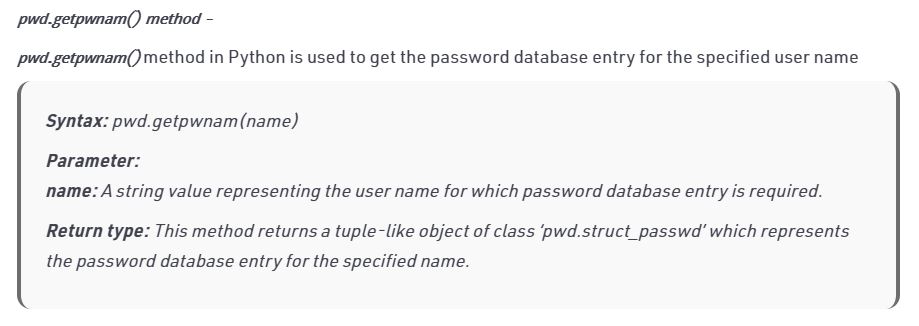 pwd.getpwnam() method –
pwd.getpwnam() method in Python is used to get the password database entry for the specified user name
Syntax: pwd.getpwnam(name)
Parameter:
name: A string value representing the user name for which password database entry is required.
Return type: This method returns a tuple-like object of class 'pwd.struct_passwd' which represents
the password database entry for the specified name.